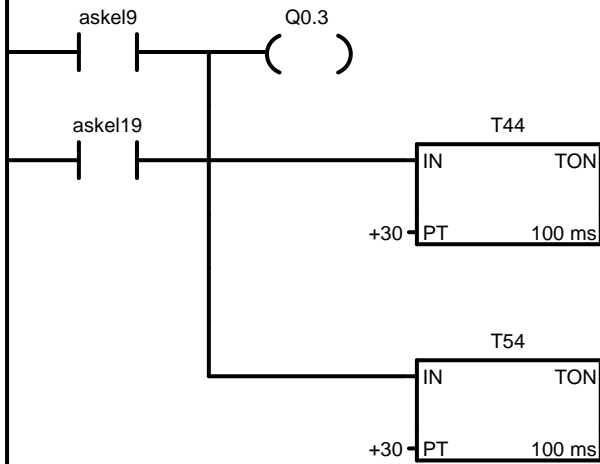 askel9 Q0.3
askel19 T44
IN TON
+30 PT 100 ms
T54
IN TON
+30 PT 100 ms